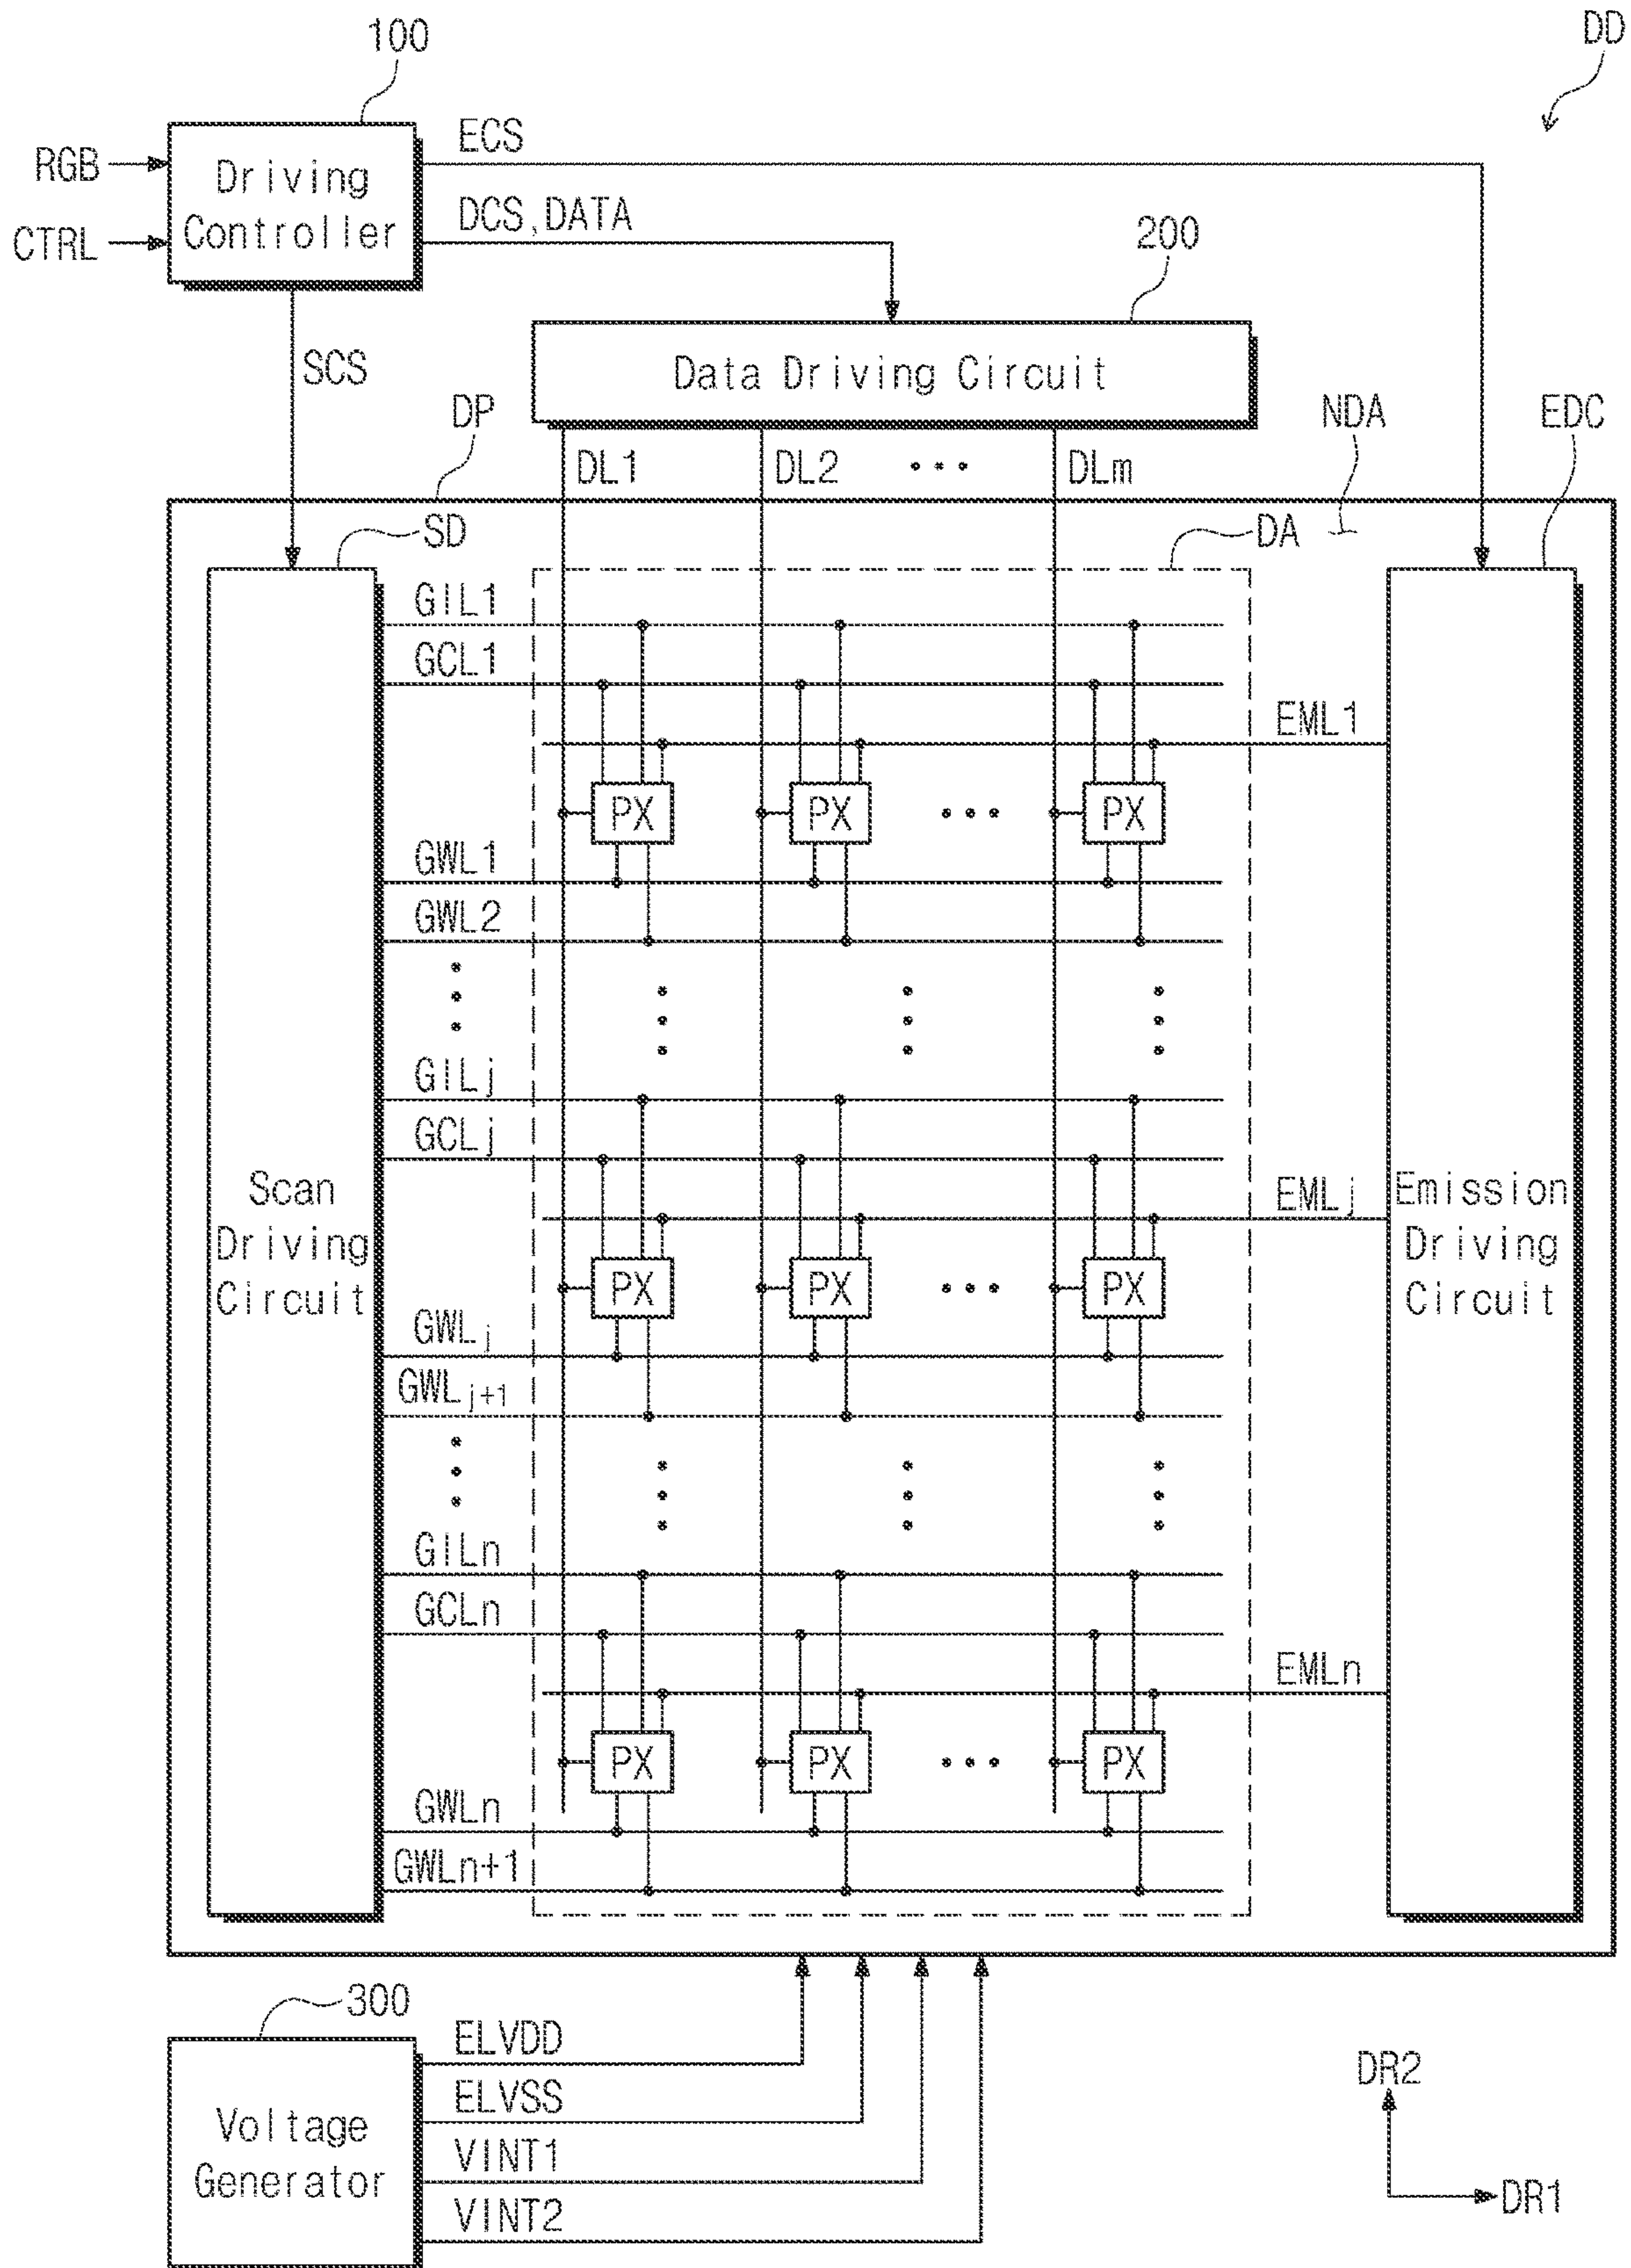 100
DD
RGB
CTRL
Driving
Controller
ECS
DCS,DATA
200
SCS
Data Driving Circuit
DP
NDA
EDC
DL1
DL2
DLm
SD
DA
GIL1
GCL1
EML1
PX PX PX
GWL1
GWL2
GILj
GCLj
EMLj
Scan
Driving
Circuit
Emission
Driving
Circuit
PX PX PX
GWLj
GWLj+1
GILn
GCLn
EMLn
PX PX PX
GWLn
GWLn+1
300
Voltage
Generator
ELVDD
ELVSS
VINT1
VINT2
DR2
DR1